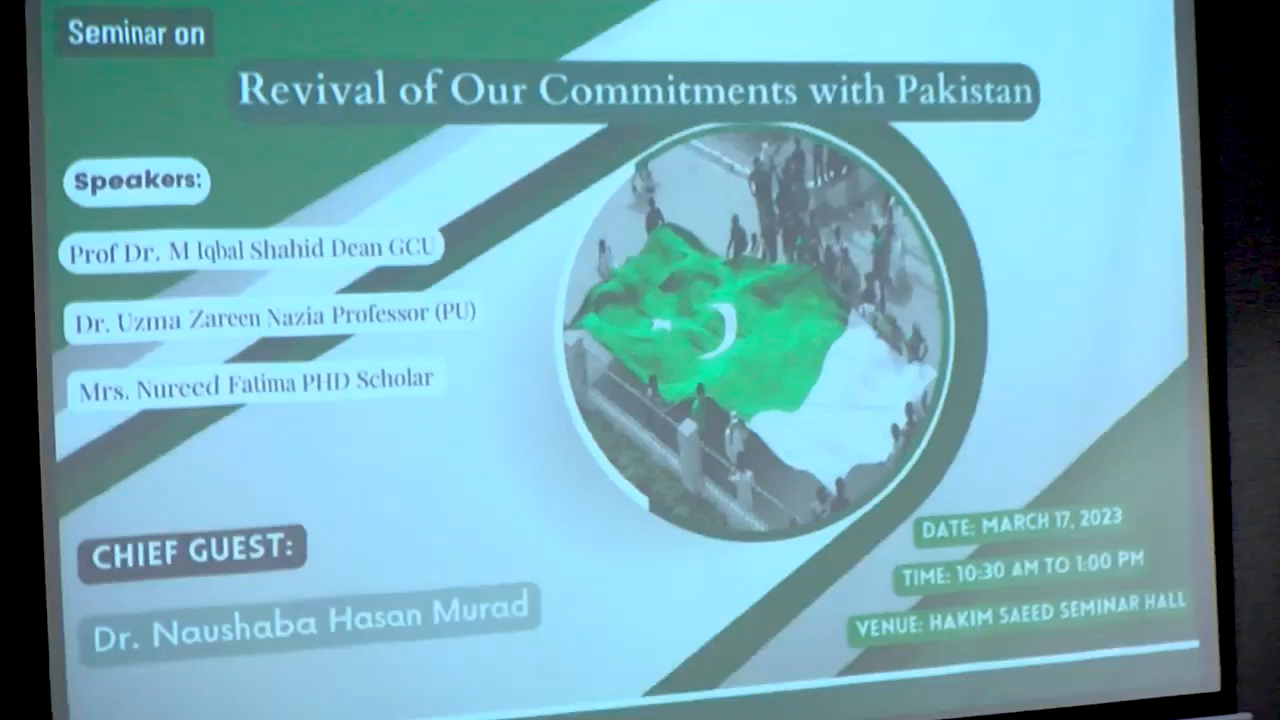 Seminar on
Revival of Our Commitments with Pakistan
Speakers:
Prof Dr. M Iqbal Shahid Dean GCU
Dr. Uzma Zareen Nazia Professor (PU)
Mrs. Nureed Fatima PHD Scholar
CHIEF GUEST:
Dr. Naushaba Hasan Murad
DATE: MARCH 17, 2023
TIME: 10:30 AM TO 1:00 PM
VENUE: HAKIM SAEED SEMINAR HALL